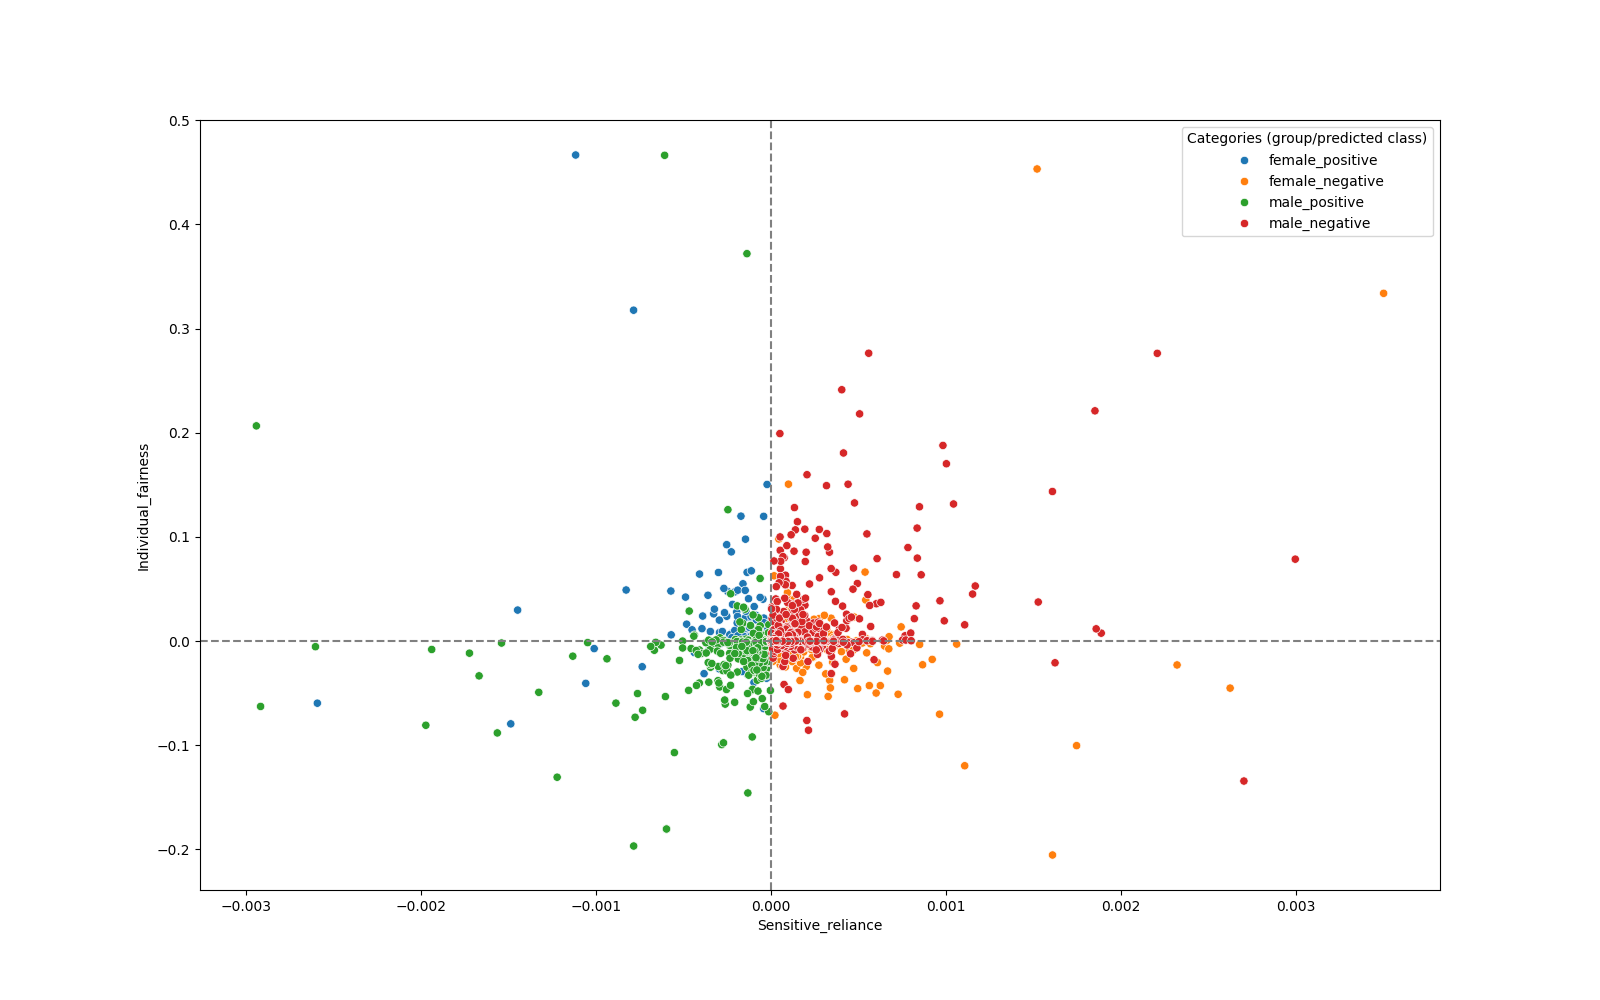 0.5
0.4
0.3
0.2
0.1
0.0
−0.1
−0.2
Individual_fairness
Categories (group/predicted class)
female_positive
female_negative
male_positive
male_negative
−0.003 −0.002 −0.001 0.000 0.001 0.002 0.003
Sensitive_reliance